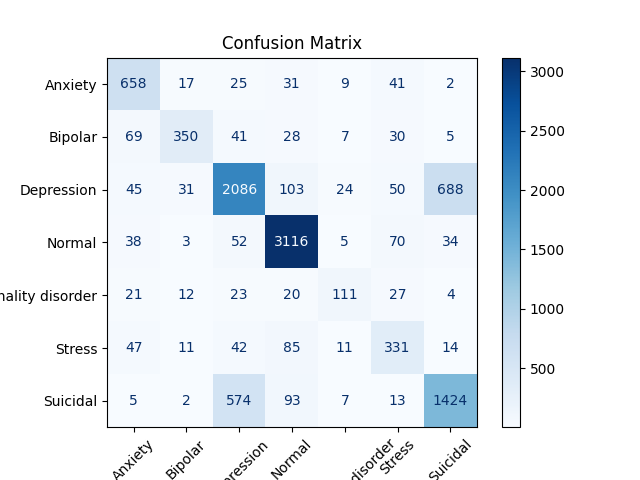 Confusion Matrix
Anxiety 658 17 25 31 9 41 2
Bipolar 69 350 41 28 7 30 5
Depression 45 31 2086 103 24 50 688
Normal 38 3 52 3116 5 70 34
nality disorder 21 12 23 20 111 27 4
Stress 47 11 42 85 11 331 14
Suicidal 5 2 574 93 7 13 1424
Anxiety Bipolar ression Normal disorder Stress Suicidal
3000
2500
2000
1500
1000
500